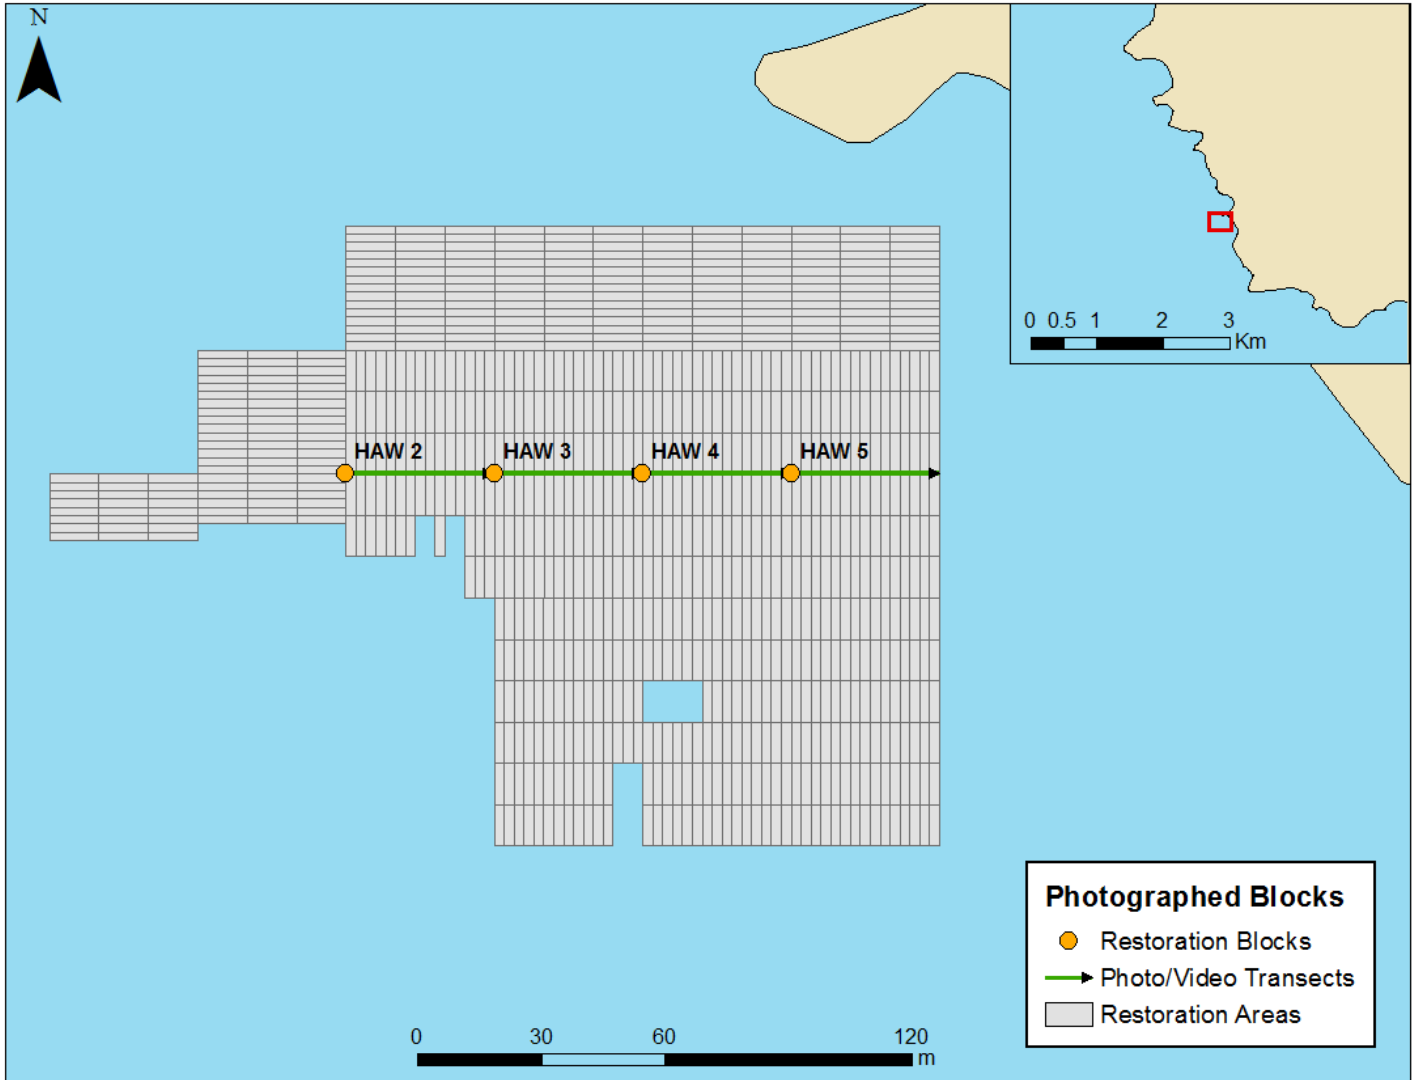 N
0 0.5 1 2 3
Km
HAW 2 HAW 3 HAW 4 HAW 5
Photographed Blocks
Restoration Blocks
Photo/Video Transects
Restoration Areas
0 30 60 120
m